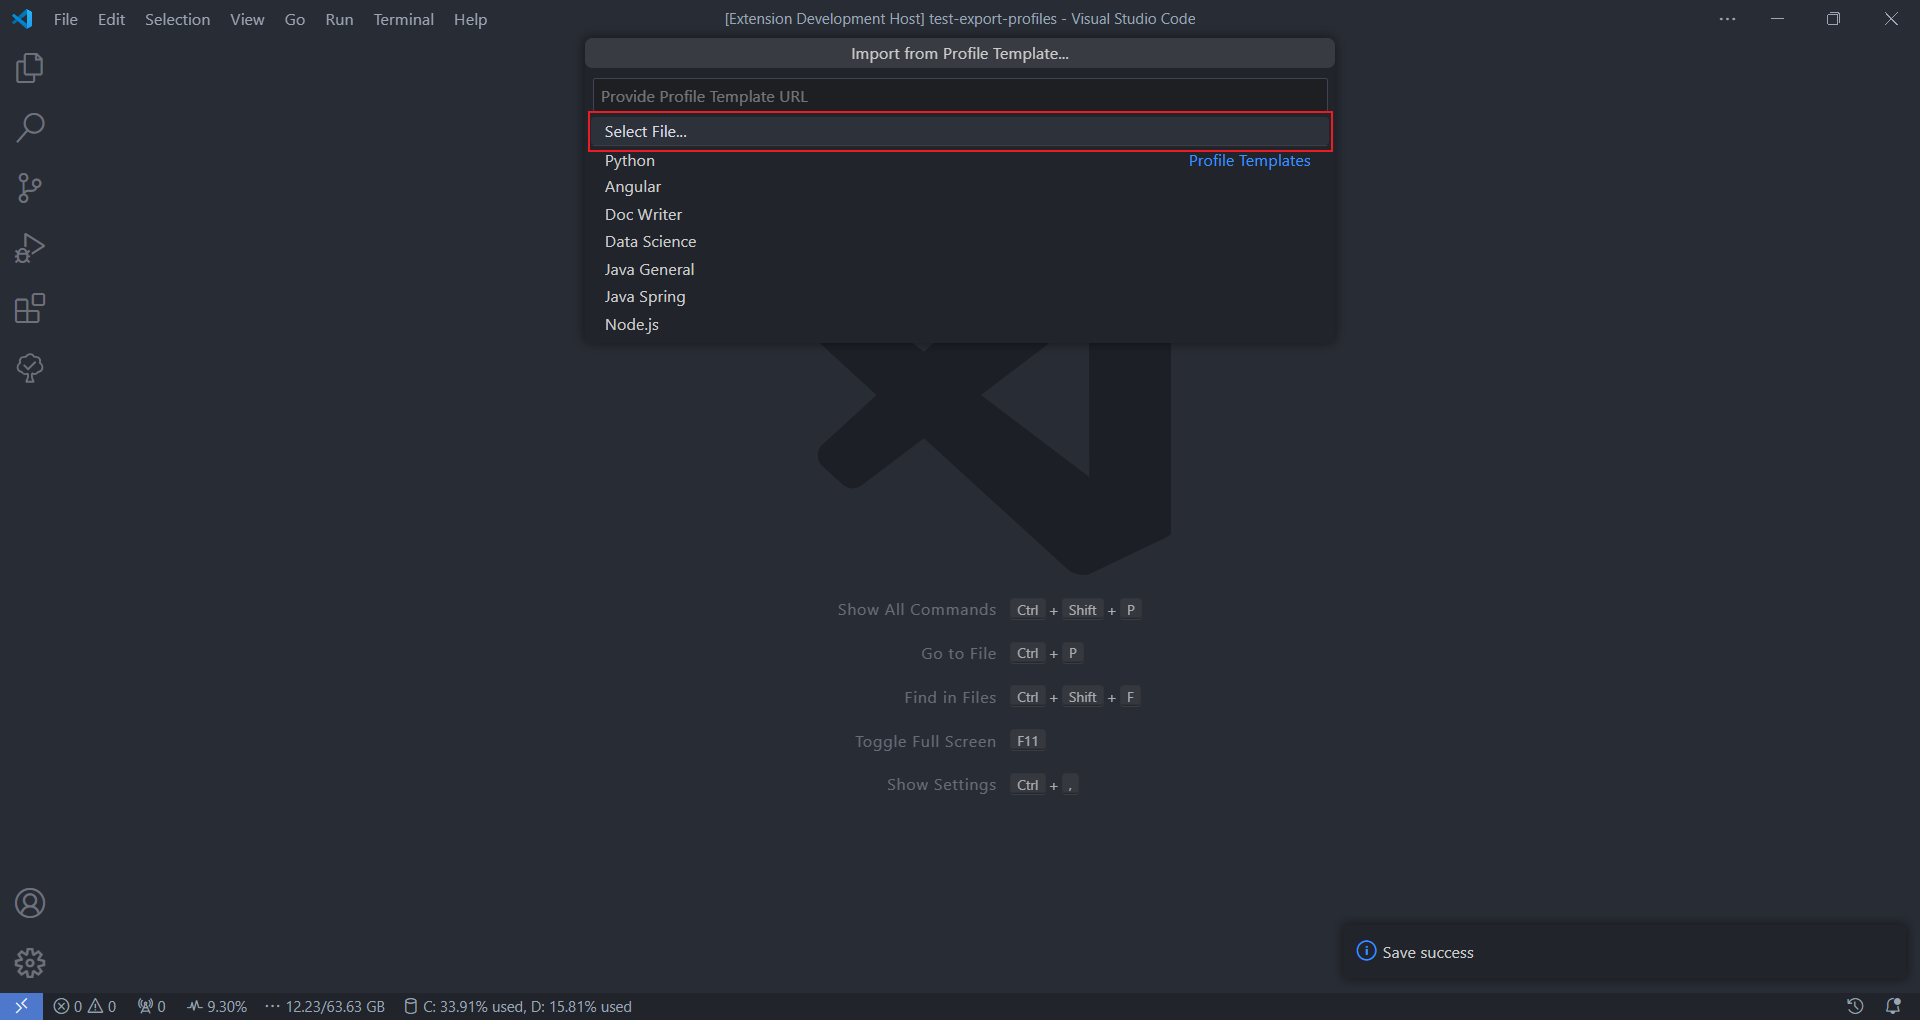 File Edit Selection View Go Run Terminal Help
[Extension Development Host] test-export-profiles - Visual Studio Code
Import from Profile Template...
Provide Profile Template URL
Select File...
Python Profile Templates
Angular
Doc Writer
Data Science
Java General
Java Spring
Node.js
Show All Commands Ctrl + Shift + P
Go to File Ctrl + P
Find in Files Ctrl + Shift + F
Toggle Full Screen F11
Show Settings Ctrl + ,
Save success
0 0 0 9.30% 12.23/63.63 GB C: 33.91% used, D: 15.81% used